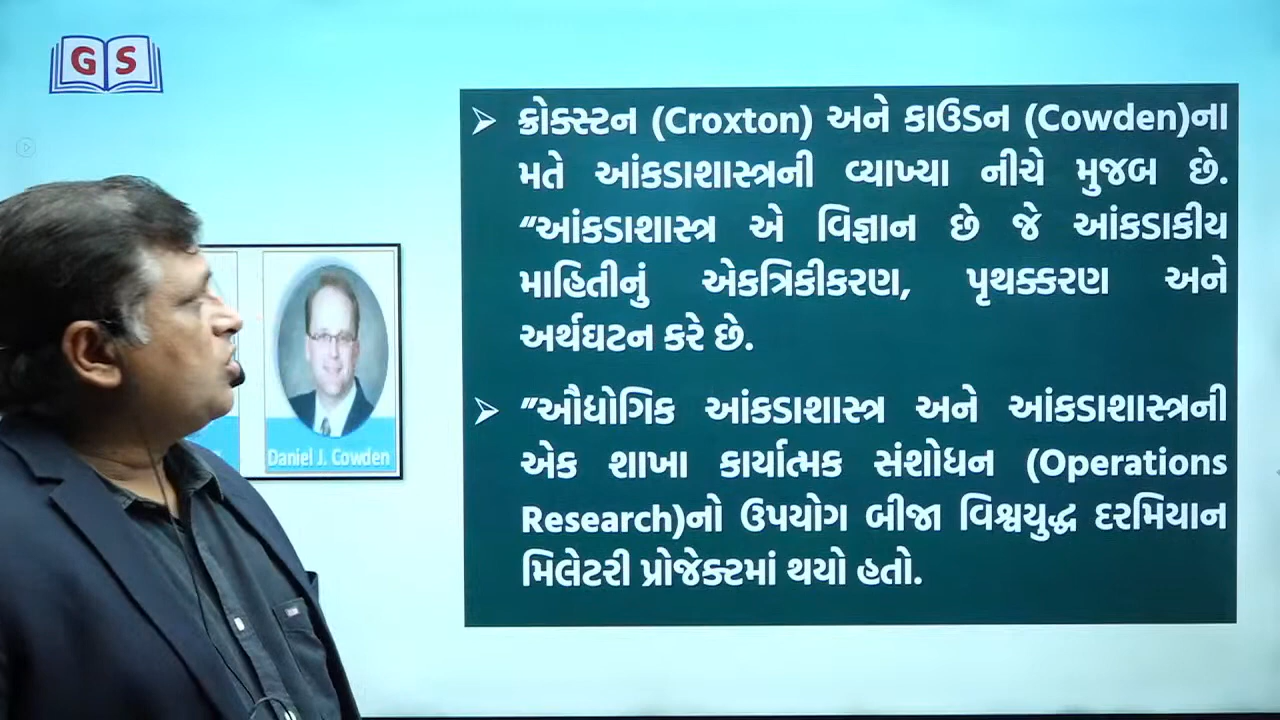 G S
➢ ક્રોક્સ્ટન (Croxton) અને કાઉડન (Cowden)ના
મતે આંકડાશાસ્ત્રની વ્યાખ્યા નીચે મુજબ છે.
“આંકડાશાસ્ત્ર એ વિજ્ઞાન છે જે આંકડાકીય
માહિતીનું એકત્રિકીકરણ, પૃથક્કરણ અને
અર્થઘટન કરે છે.
➢ ”ઔદ્યોગિક આંકડાશાસ્ત્ર અને આંકડાશાસ્ત્રની
એક શાખા કાર્યાત્મક સંશોધન (Operations
Research)નો ઉપયોગ બીજા વિશ્વયુદ્ધ દરમિયાન
મિલેટરી પ્રોજેક્ટમાં થયો હતો.
Daniel J. Cowden